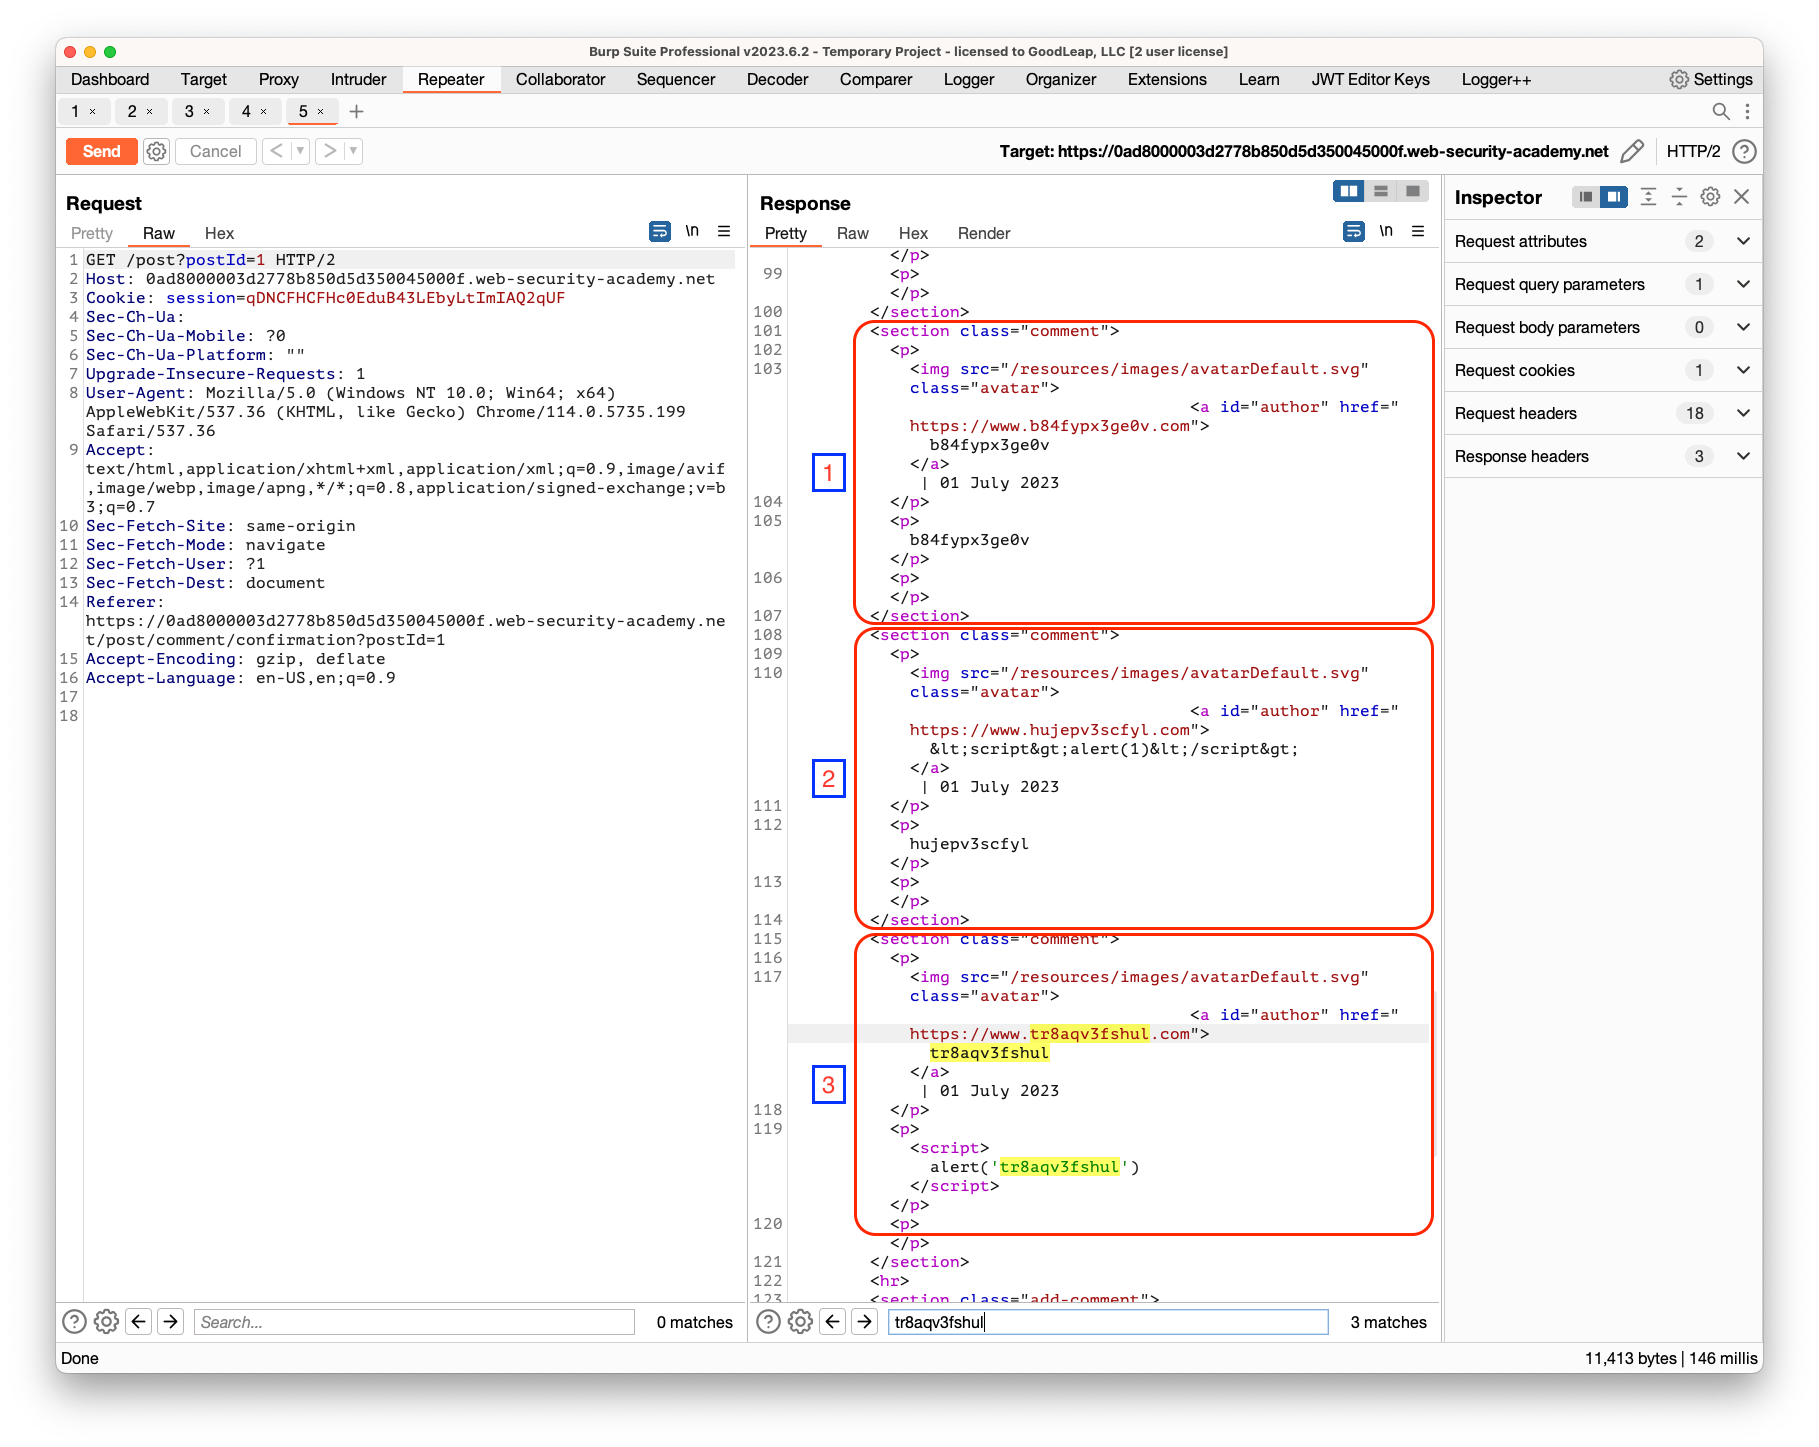 Burp Suite Professional v2023.6.2 - Temporary Project - licensed to GoodLeap, LLC [2 user license]
Dashboard Target Proxy Intruder Repeater Collaborator Sequencer Decoder Comparer Logger Organizer Extensions Learn JWT Editor Keys Logger++ Settings
1 × 2 × 3 × 4 × 5 × +
Send Cancel < > Target: https://0ad8000003d2778b850d5d350045000f.web-security-academy.net HTTP/2 ?
Request
Pretty Raw Hex \n
1 GET /post?postId=1 HTTP/2
2 Host: 0ad8000003d2778b850d5d350045000f.web-security-academy.net
3 Cookie: session=qDNCFHCFHc0EduB43LEbyLtImIAQ2qUF
4 Sec-Ch-Ua:
5 Sec-Ch-Ua-Mobile: ?0
6 Sec-Ch-Ua-Platform: ""
7 Upgrade-Insecure-Requests: 1
8 User-Agent: Mozilla/5.0 (Windows NT 10.0; Win64; x64)
AppleWebKit/537.36 (KHTML, like Gecko) Chrome/114.0.5735.199
Safari/537.36
9 Accept:
text/html,application/xhtml+xml,application/xml;q=0.9,image/avif
,image/webp,image/apng,*/*;q=0.8,application/signed-exchange;v=b
3;q=0.7
10 Sec-Fetch-Site: same-origin
11 Sec-Fetch-Mode: navigate
12 Sec-Fetch-User: ?1
13 Sec-Fetch-Dest: document
14 Referer:
https://0ad8000003d2778b850d5d350045000f.web-security-academy.ne
t/post/comment/confirmation?postId=1
15 Accept-Encoding: gzip, deflate
16 Accept-Language: en-US,en;q=0.9
17
18
? Search... 0 matches
Response
Pretty Raw Hex Render \n
</p>
99 <p>
</p>
100 </section>
101 <section class="comment">
102 <p>
103 <img src="/resources/images/avatarDefault.svg"
class="avatar">
<a id="author" href="
https://www.b84fypx3ge0v.com">
b84fypx3ge0v
</a>
1
| 01 July 2023
104 </p>
105 <p>
b84fypx3ge0v
</p>
106 <p>
</p>
107 </section>
108 <section class="comment">
109 <p>
110 <img src="/resources/images/avatarDefault.svg"
class="avatar">
<a id="author" href="
https://www.hujepv3scfyl.com">
&lt;script&gt;alert(1)&lt;/script&gt;
</a>
2
| 01 July 2023
111 </p>
112 <p>
hujepv3scfyl
</p>
113 <p>
</p>
114 </section>
115 <section class="comment">
116 <p>
117 <img src="/resources/images/avatarDefault.svg"
class="avatar">
<a id="author" href="
https://www.tr8aqv3fshul.com">
tr8aqv3fshul
</a>
3
| 01 July 2023
118 </p>
119 <p>
<script>
alert('tr8aqv3fshul')
</script>
</p>
120 <p>
</p>
121 </section>
122 <hr>
123 <section class="add-comment">
? tr8aqv3fshul 3 matches
Inspector
Request attributes 2
Request query parameters 1
Request body parameters 0
Request cookies 1
Request headers 18
Response headers 3
Done 11,413 bytes | 146 millis